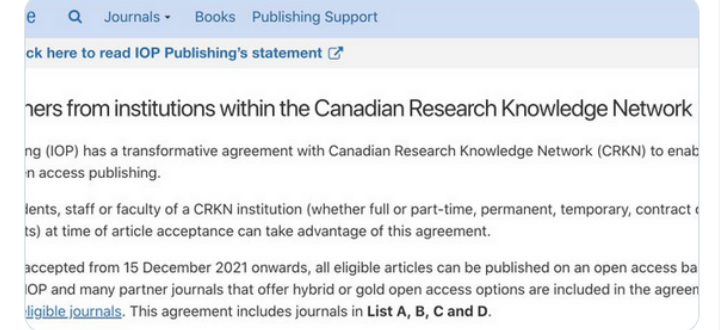 e Journals Books Publishing Support
ck here to read IOP Publishing's statement
ners from institutions within the Canadian Research Knowledge Network
ng (IOP) has a transformative agreement with Canadian Research Knowledge Network (CRKN) to enab
n access publishing.
lents, staff or faculty of a CRKN institution (whether full or part-time, permanent, temporary, contract
ts) at time of article acceptance can take advantage of this agreement.
accepted from 15 December 2021 onwards, all eligible articles can be published on an open access ba
IOP and many partner journals that offer hybrid or gold open access options are included in the agreem
ligible journals. This agreement includes journals in List A, B, C and D.